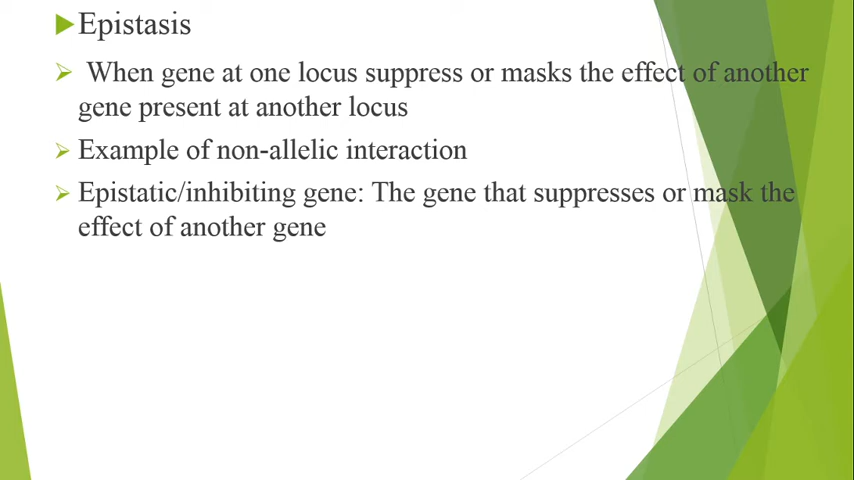 Epistasis
When gene at one locus suppress or masks the effect of another
gene present at another locus
Example of non-allelic interaction
Epistatic/inhibiting gene: The gene that suppresses or mask the
effect of another gene